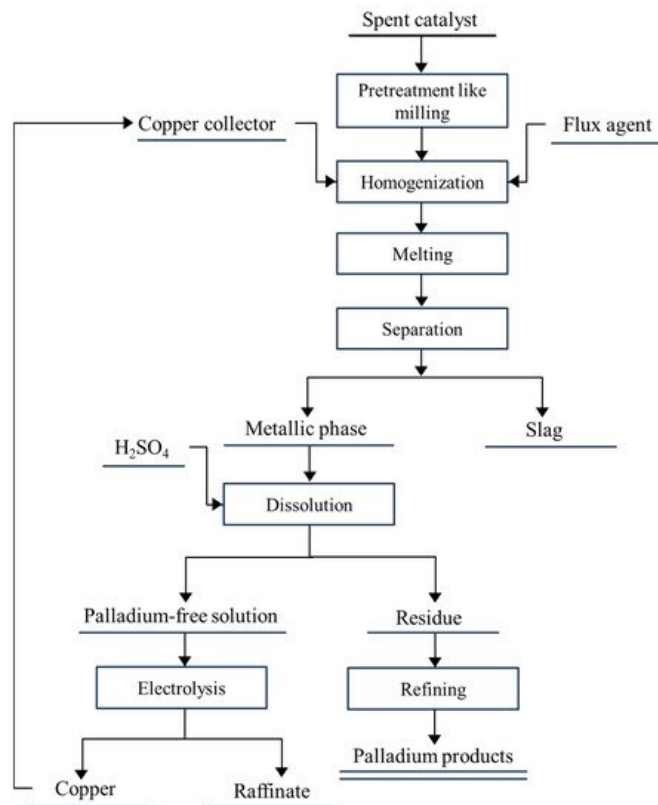 Spent catalyst
Pretreatment like
milling
Copper collector
Flux agent
Homogenization
Melting
Separation
Metallic phase
Slag
H₂SO₄
Dissolution
Palladium-free solution
Residue
Electrolysis
Refining
Palladium products
Copper
Raffinate